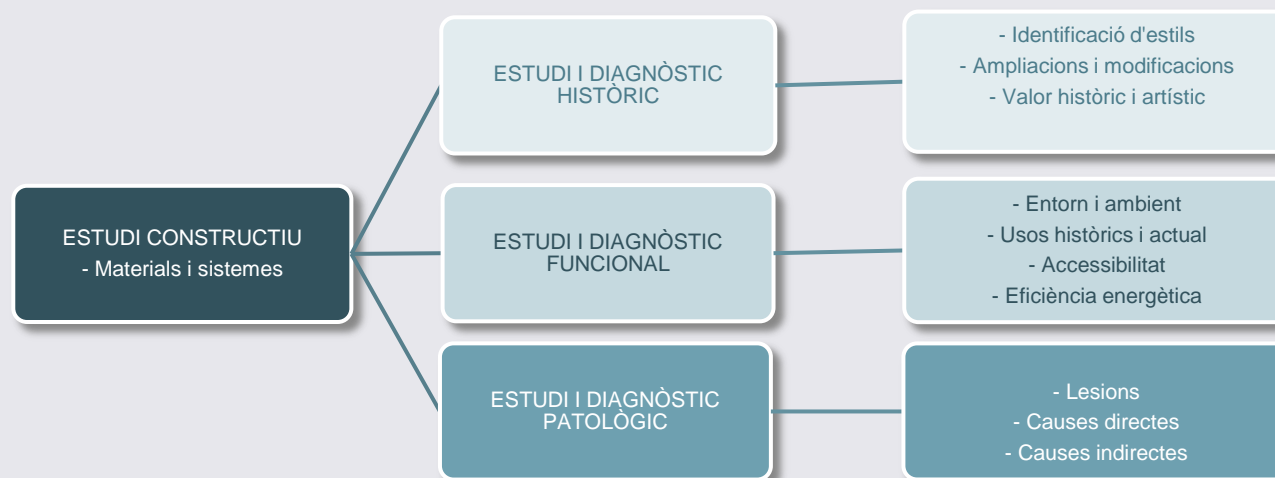 ESTUDI CONSTRUCTIU
- Materials i sistemes
ESTUDI I DIAGNÒSTIC
HISTÒRIC
- Identificació d'estils
- Ampliacions i modificacions
- Valor històric i artístic
ESTUDI I DIAGNÒSTIC
FUNCIONAL
- Entorn i ambient
- Usos històrics i actual
- Accessibilitat
- Eficiència energètica
ESTUDI I DIAGNÒSTIC
PATOLÒGIC
- Lesions
- Causes directes
- Causes indirectes